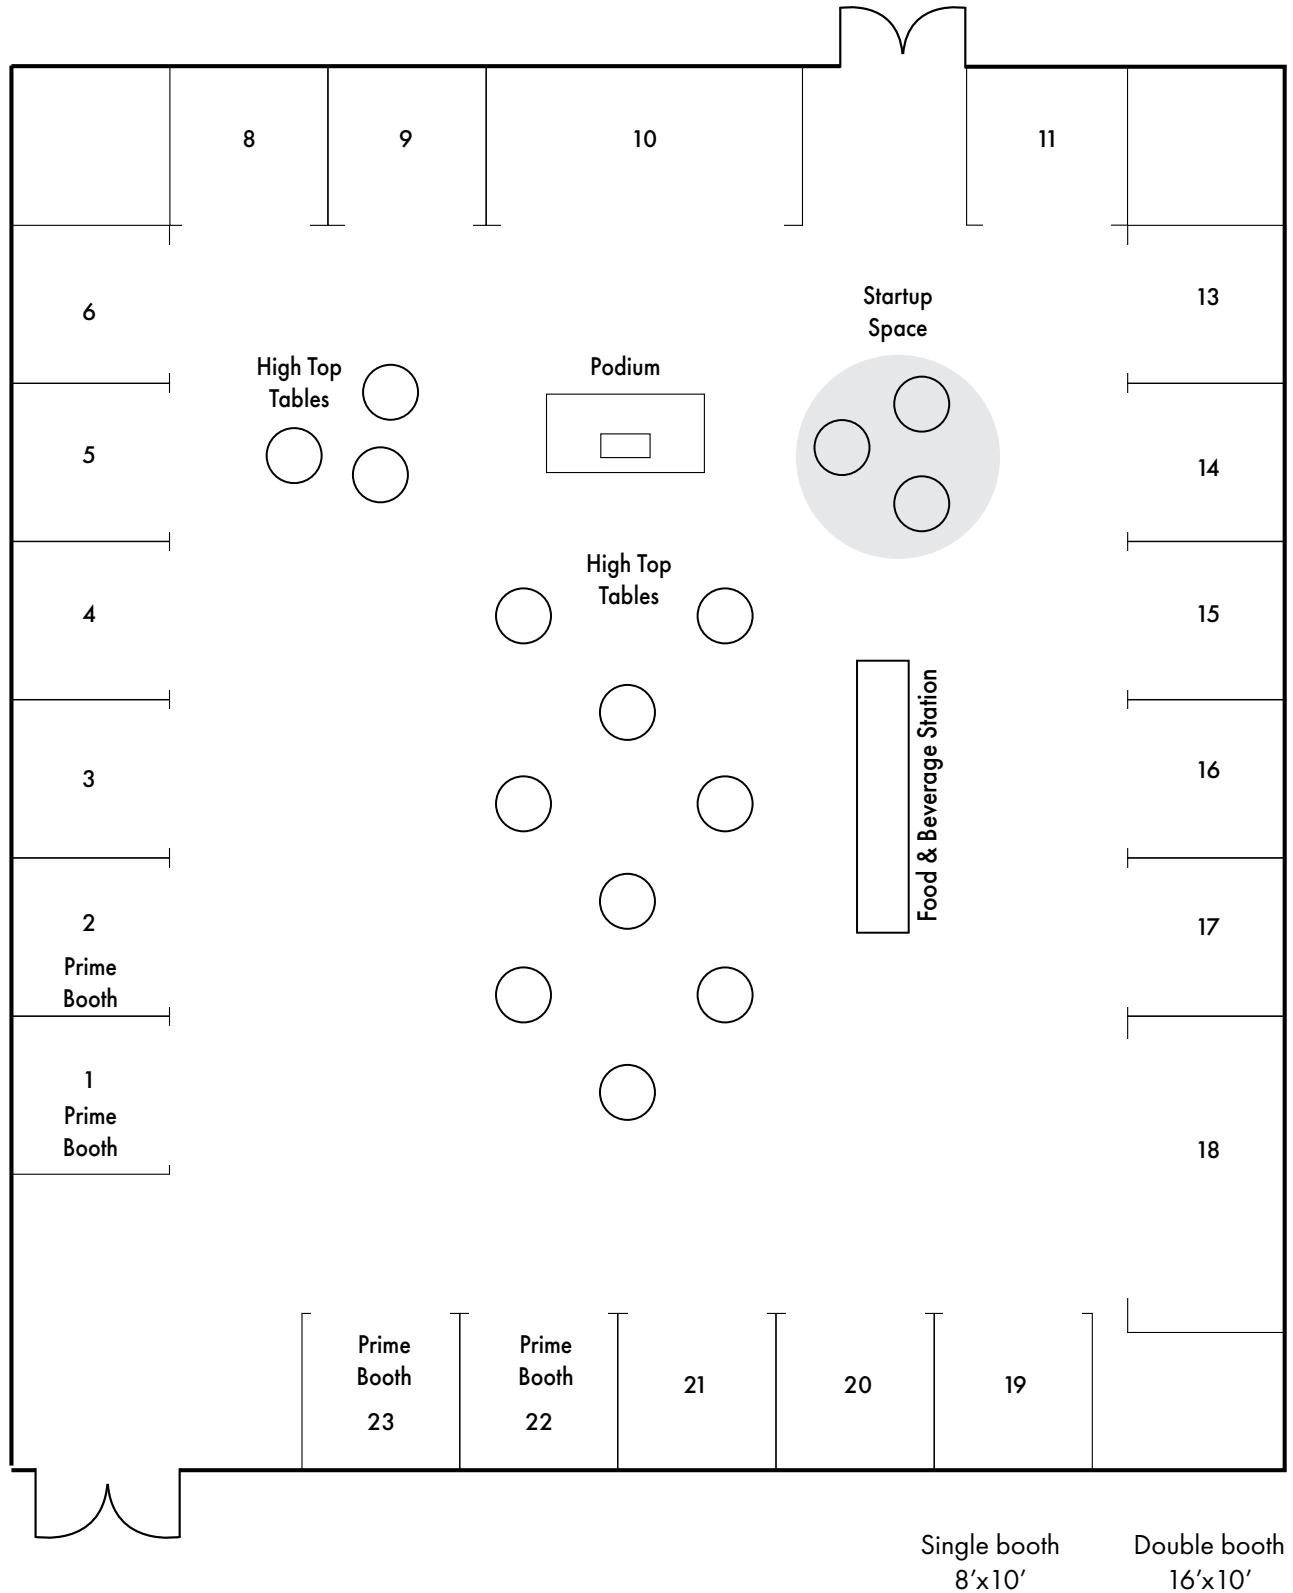 8
9
10
11
6
13
Startup
Space
High Top
Tables
Podium
5
14
High Top
Tables
4
15
3
16
Food & Beverage Station
2
Prime
Booth
17
1
Prime
Booth
18
Prime
Booth
23
Prime
Booth
22
21
20
19
Single booth
8’x10’
Double booth
16’x10’